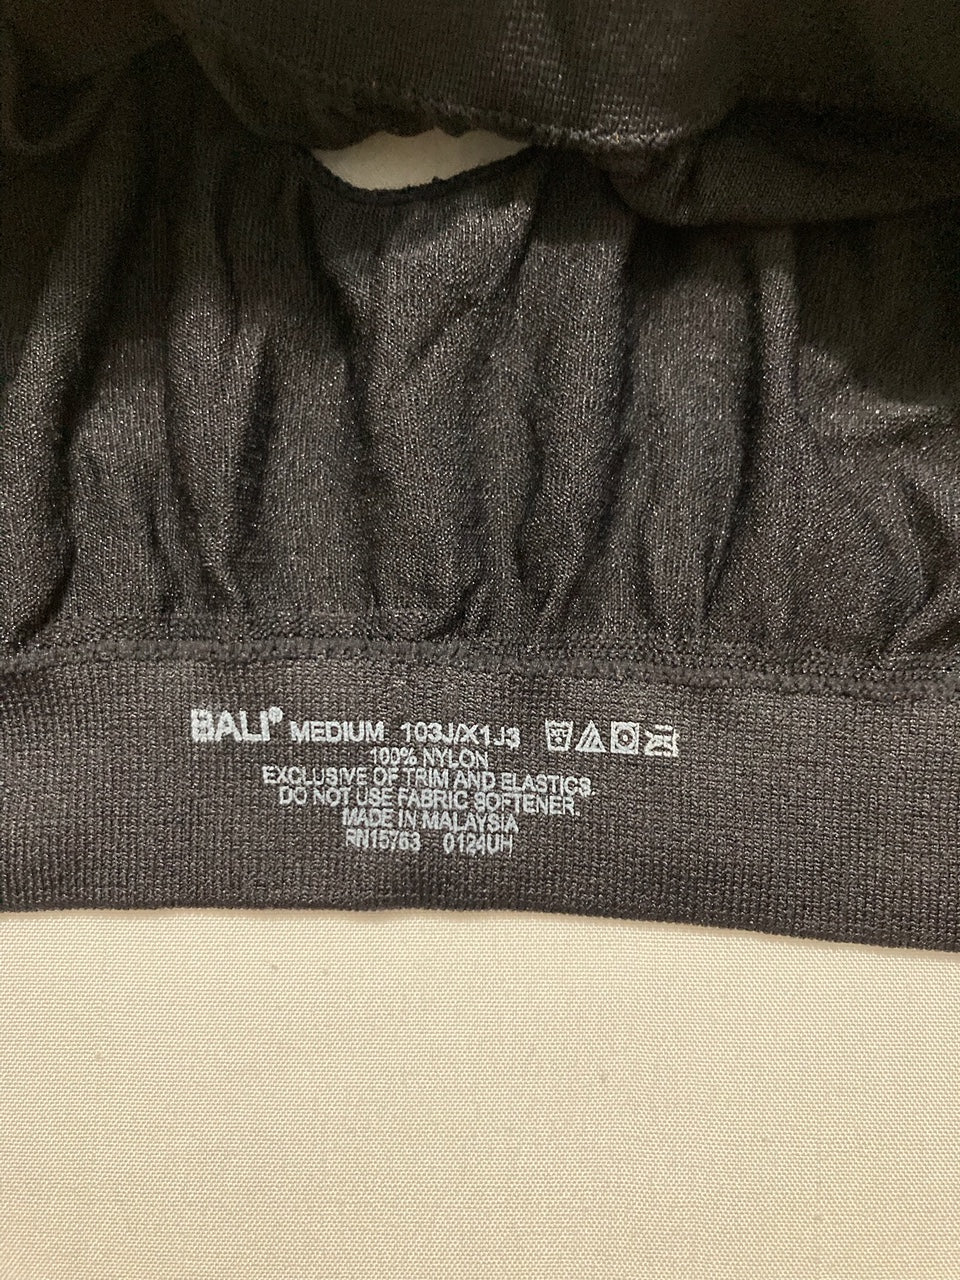 BALI® MEDIUM 103J/X1J3
100% NYLON
EXCLUSIVE OF TRIM AND ELASTICS.
DO NOT USE FABRIC SOFTENER.
MADE IN MALAYSIA
RN15763 0124UH